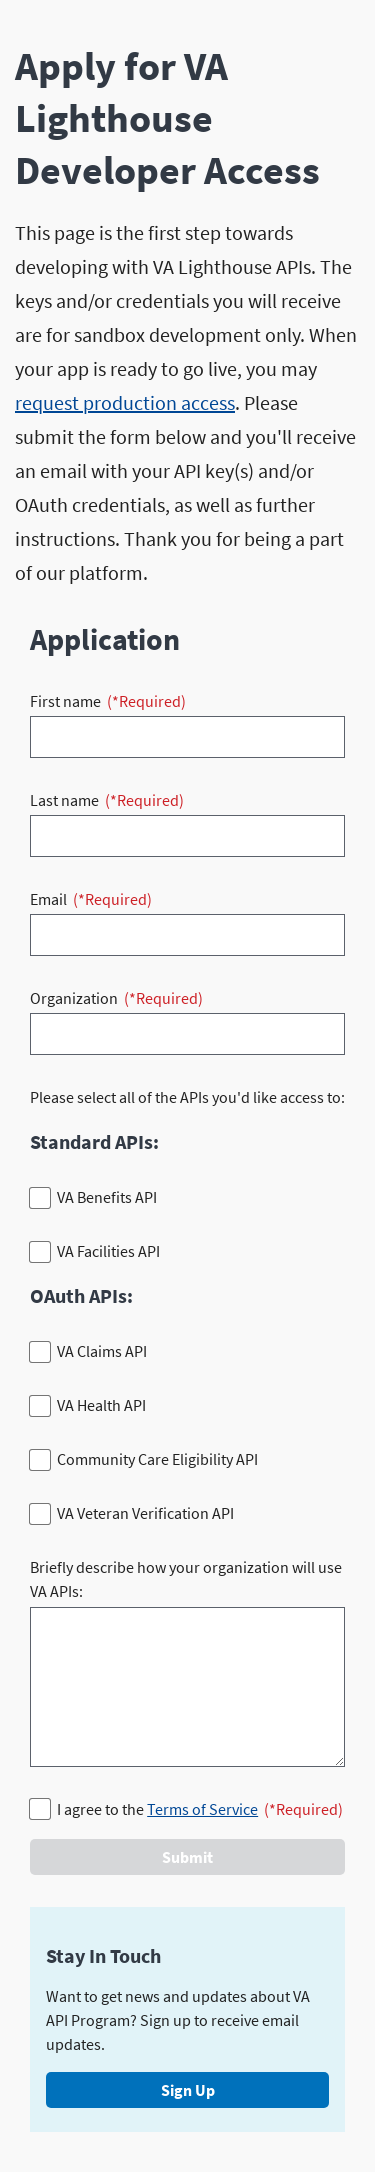 Apply for VA
Lighthouse
Developer Access
This page is the first step towards
developing with VA Lighthouse APIs. The
keys and/or credentials you will receive
are for sandbox development only. When
your app is ready to go live, you may
request production access. Please
submit the form below and you'll receive
an email with your API key(s) and/or
OAuth credentials, as well as further
instructions. Thank you for being a part
of our platform.
Application
First name (*Required)
Last name (*Required)
Email (*Required)
Organization (*Required)
Please select all of the APIs you'd like access to:
Standard APIs:
VA Benefits API
VA Facilities API
OAuth APIs:
VA Claims API
VA Health API
Community Care Eligibility API
VA Veteran Verification API
Briefly describe how your organization will use
VA APIs:
I agree to the Terms of Service (*Required)
Submit
Stay In Touch
Want to get news and updates about VA
API Program? Sign up to receive email
updates.
Sign Up